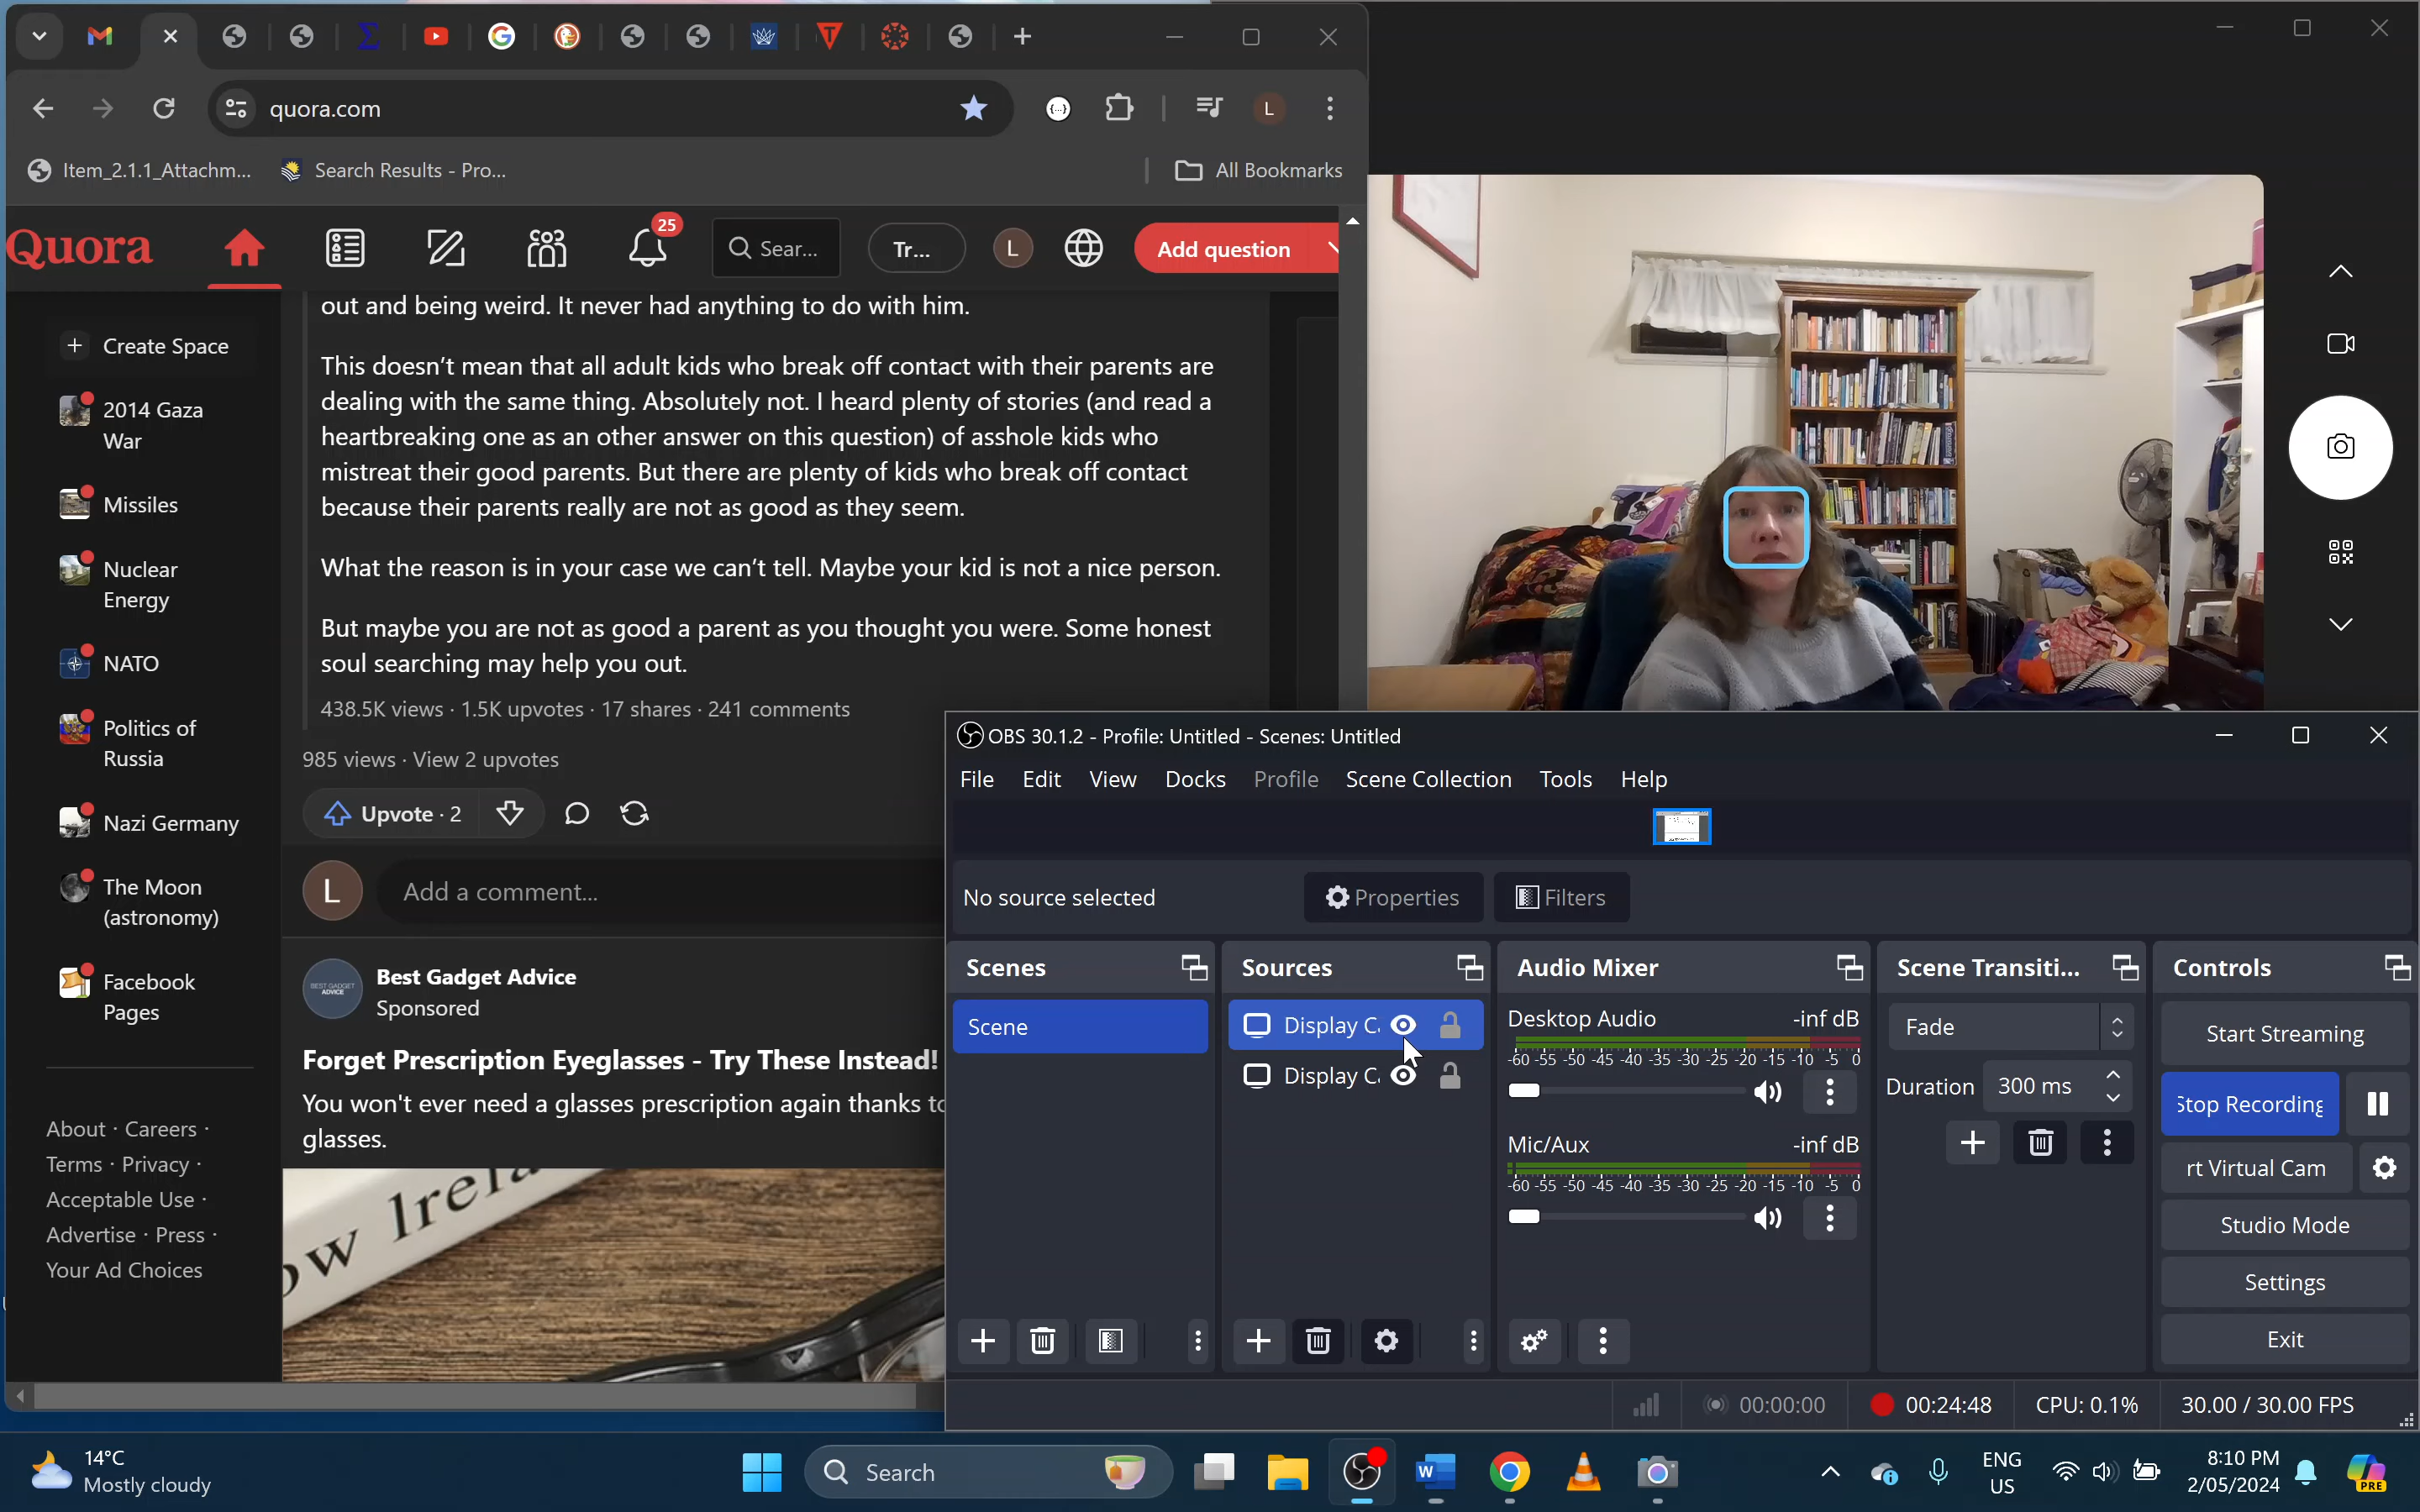 quora.com
Item_2.1.1_Attachm...
Search Results - Pro...
All Bookmarks
L
Quora
25
Sear...
Tr...
L
Add question
out and being weird. It never had anything to do with him.
This doesn't mean that all adult kids who break off contact with their parents are
dealing with the same thing. Absolutely not. I heard plenty of stories (and read a
heartbreaking one as an other answer on this question) of asshole kids who
mistreat their good parents. But there are plenty of kids who break off contact
because their parents really are not as good as they seem.
What the reason is in your case we can't tell. Maybe your kid is not a nice person.
But maybe you are not as good a parent as you thought you were. Some honest
soul searching may help you out.
438.5K views · 1.5K upvotes · 17 shares · 241 comments
985 views · View 2 upvotes
Upvote · 2
L
Add a comment...
Best Gadget Advice
BEST GADGET
ADVICE
Sponsored
Forget Prescription Eyeglasses - Try These Instead!
You won't ever need a glasses prescription again thanks to
glasses.
ow Irela
Create Space
2014 Gaza
War
Missiles
Nuclear
Energy
NATO
Politics of
Russia
Nazi Germany
The Moon
(astronomy)
Facebook
Pages
About · Careers ·
Terms · Privacy ·
Acceptable Use ·
Advertise · Press ·
Your Ad Choices
OBS 30.1.2 - Profile: Untitled - Scenes: Untitled
File Edit View Docks Profile Scene Collection Tools Help
No source selected
Properties
Filters
Scenes
Scene
Sources
Display Ca
Display Ca
Audio Mixer
Desktop Audio -inf dB
-60 -55 -50 -45 -40 -35 -30 -25 -20 -15 -10 -5 0
Mic/Aux -inf dB
-60 -55 -50 -45 -40 -35 -30 -25 -20 -15 -10 -5 0
Scene Transiti...
Fade
Duration 300 ms
Controls
Start Streaming
Stop Recording
rt Virtual Cam
Studio Mode
Settings
Exit
00:00:00
00:24:48
CPU: 0.1%
30.00 / 30.00 FPS
14°C
Mostly cloudy
Search
ENG
US
8:10 PM
2/05/2024
PRE